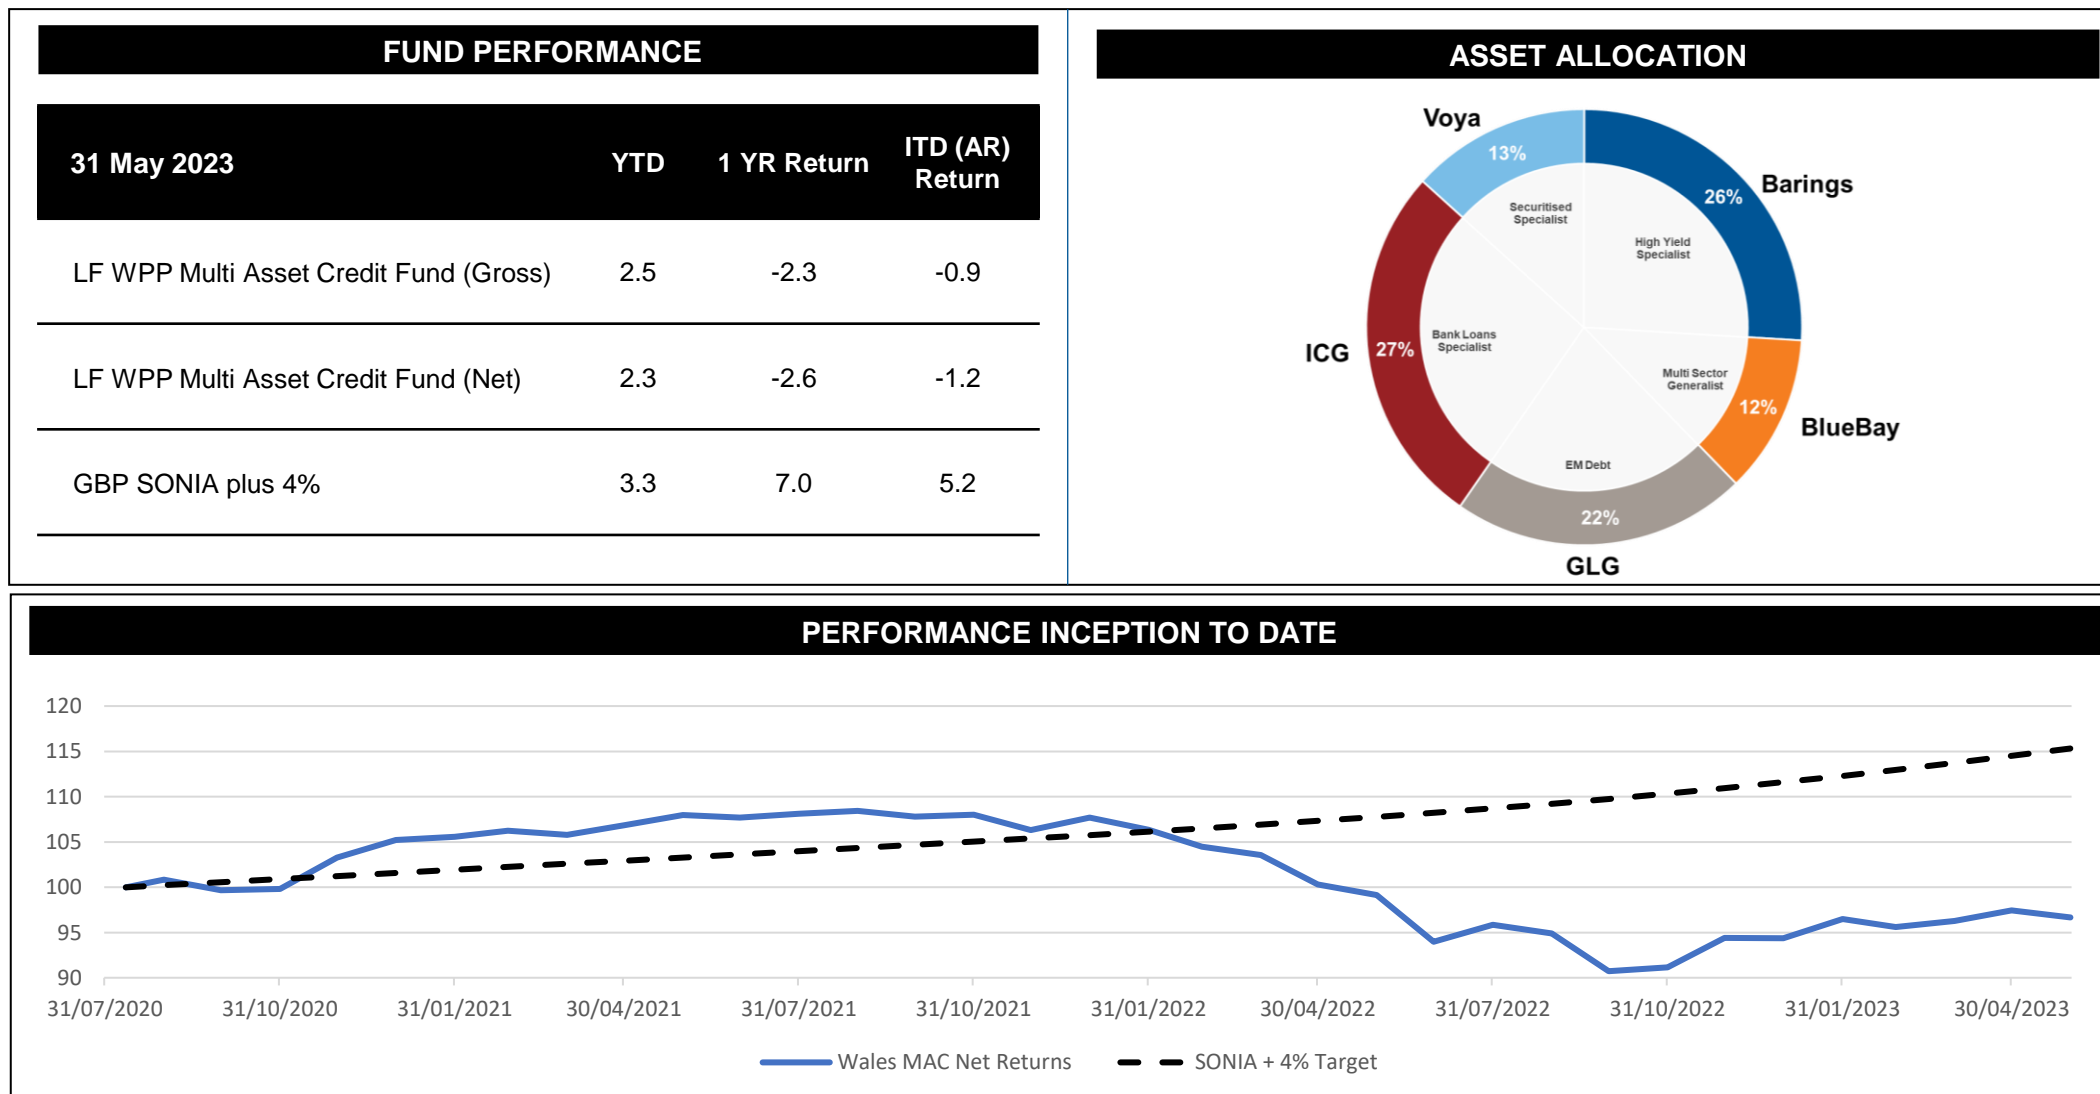 FUND PERFORMANCE
31 May 2023 YTD 1 YR Return ITD (AR) Return
LF WPP Multi Asset Credit Fund (Gross) 2.5 -2.3 -0.9
LF WPP Multi Asset Credit Fund (Net) 2.3 -2.6 -1.2
GBP SONIA plus 4% 3.3 7.0 5.2
ASSET ALLOCATION
Voya
13%
Securitised
Specialist
Barings
26%
High Yield
Specialist
ICG
27%
Bank Loans
Specialist
Multi Sector
Generalist
12%
BlueBay
EM Debt
22%
GLG
PERFORMANCE INCEPTION TO DATE
120
115
110
105
100
95
90
31/07/2020 31/10/2020 31/01/2021 30/04/2021 31/07/2021 31/10/2021 31/01/2022 30/04/2022 31/07/2022 31/10/2022 31/01/2023 30/04/2023
Wales MAC Net Returns SONIA + 4% Target